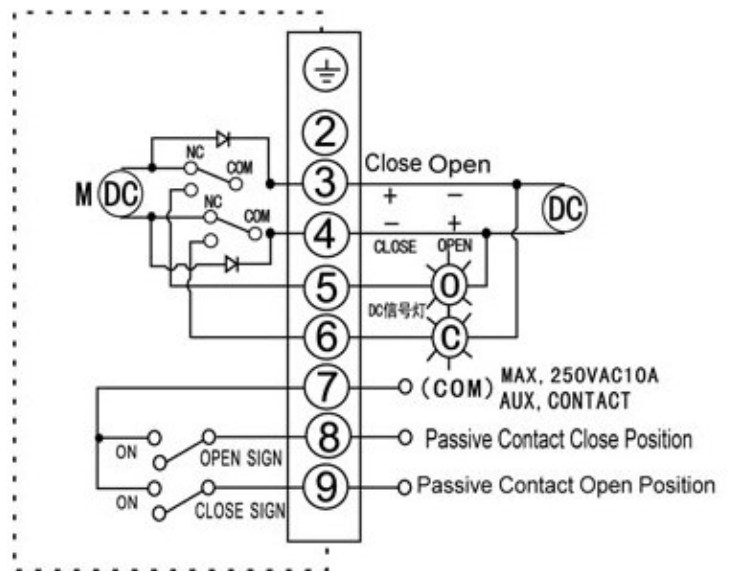 2
NC
COM
3
Close Open
+ −
M DC
DC
NC
COM
4
− +
CLOSE OPEN
5
O
DC信号灯
6
C
7
(COM) MAX, 250VAC10A
AUX, CONTACT
8
Passive Contact Close Position
ON
OPEN SIGN
9
Passive Contact Open Position
ON
CLOSE SIGN